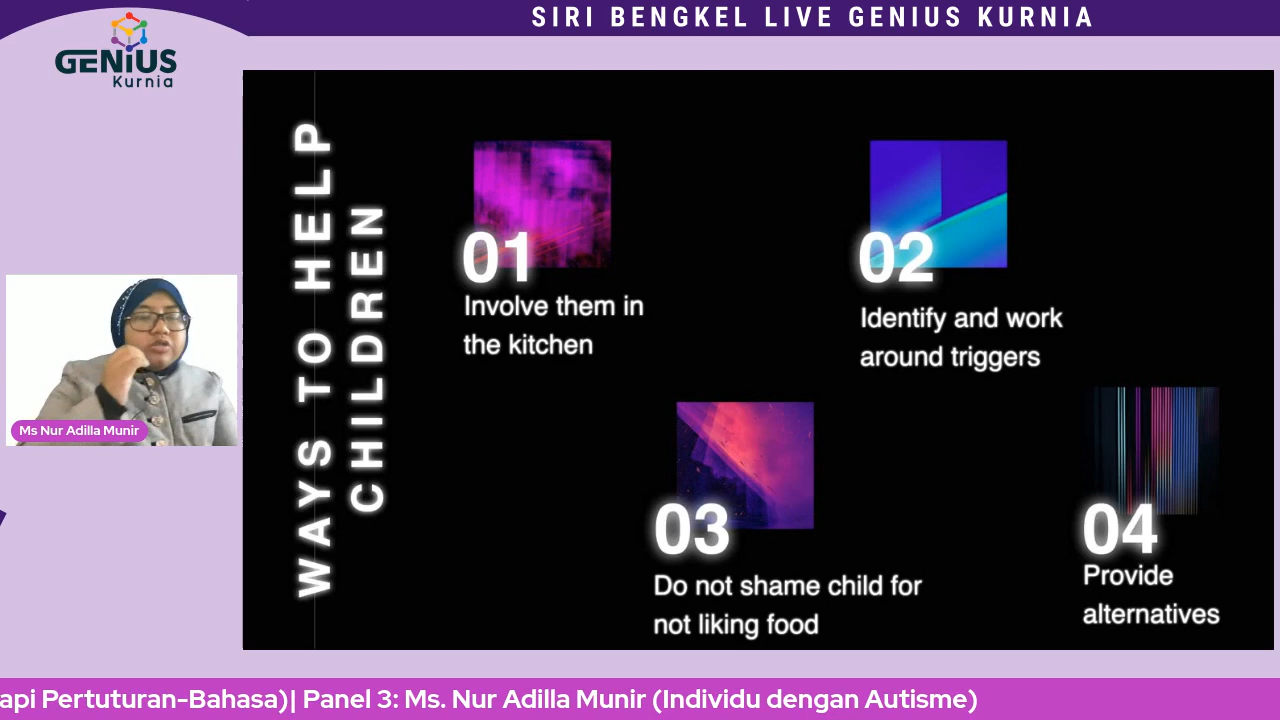 SIRI BENGKEL LIVE GENIUS KURNIA
GENIUS
Kurnia
WAYS TO HELP
CHILDREN
01
Involve them in
the kitchen
02
Identify and work
around triggers
03
Do not shame child for
not liking food
04
Provide
alternatives
Ms Nur Adilla Munir
api Pertuturan-Bahasa)| Panel 3: Ms. Nur Adilla Munir (Individu dengan Autisme)